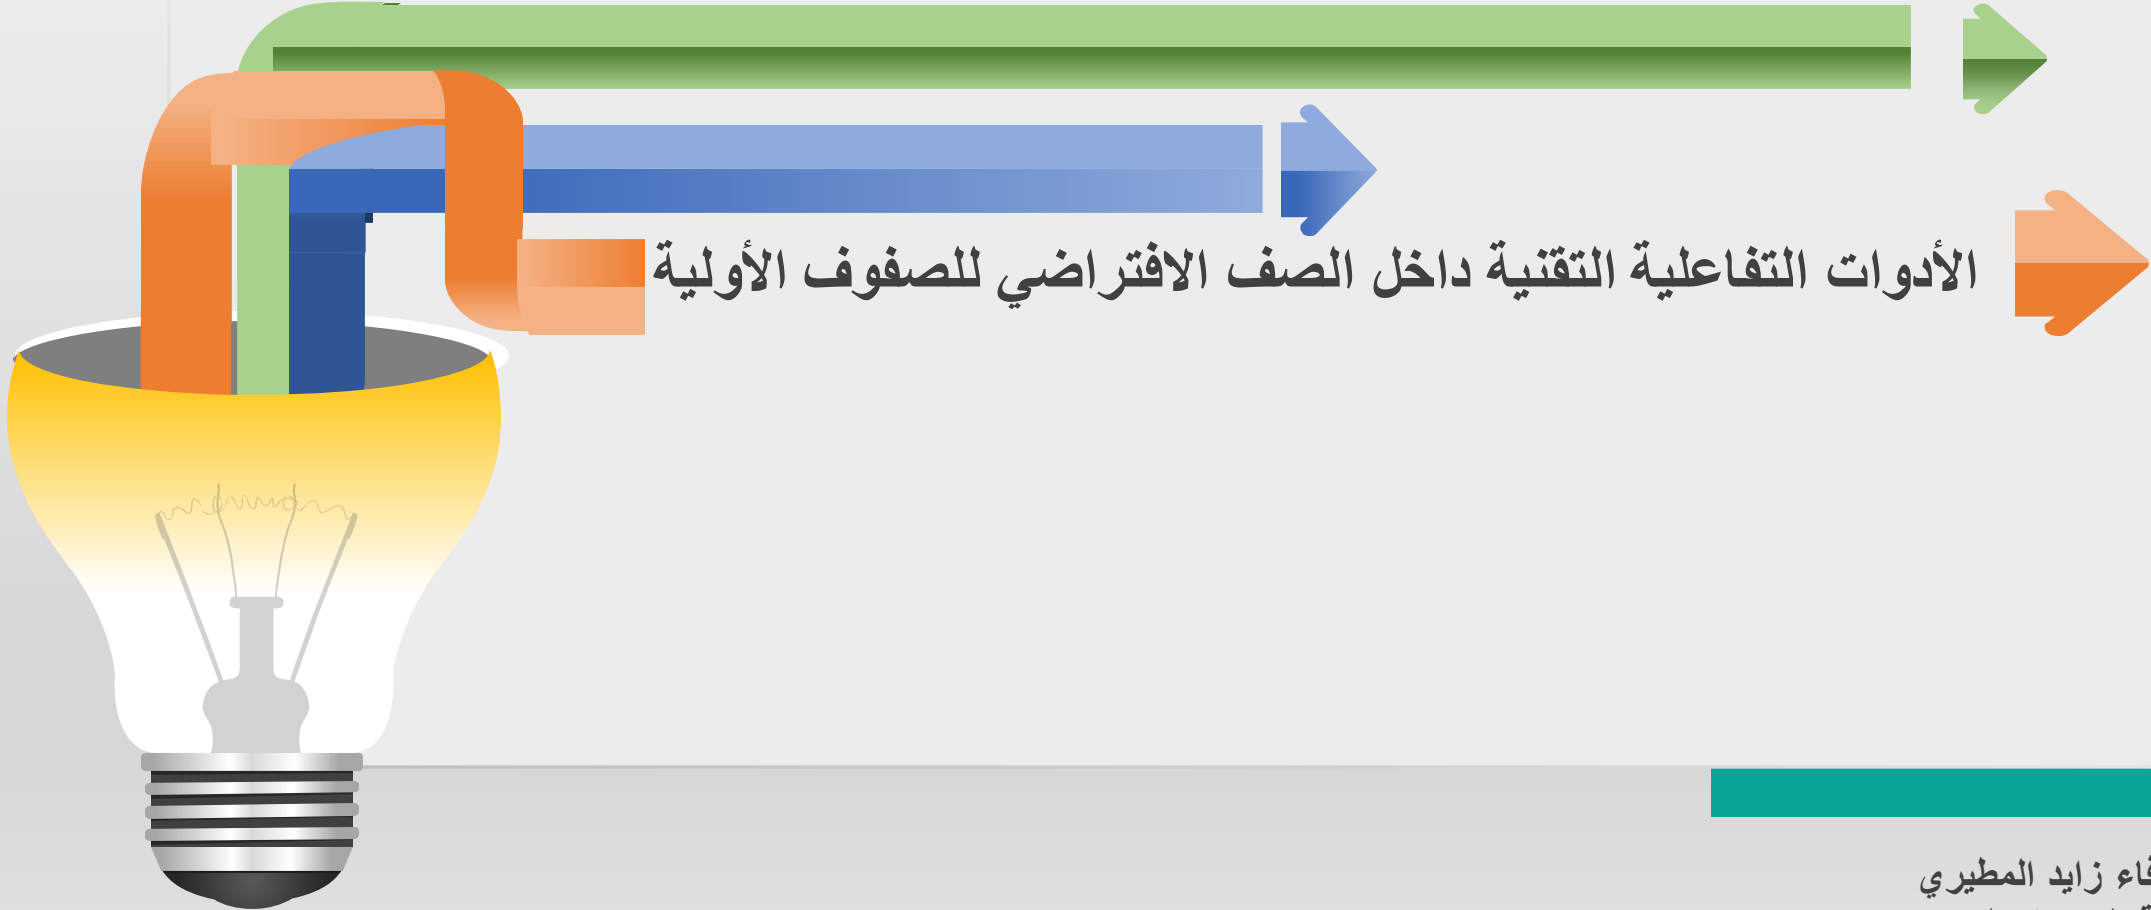 الأدوات التفاعلية التقنية داخل الصف الافتراضي للصفوف الأولية
زايد المطيري